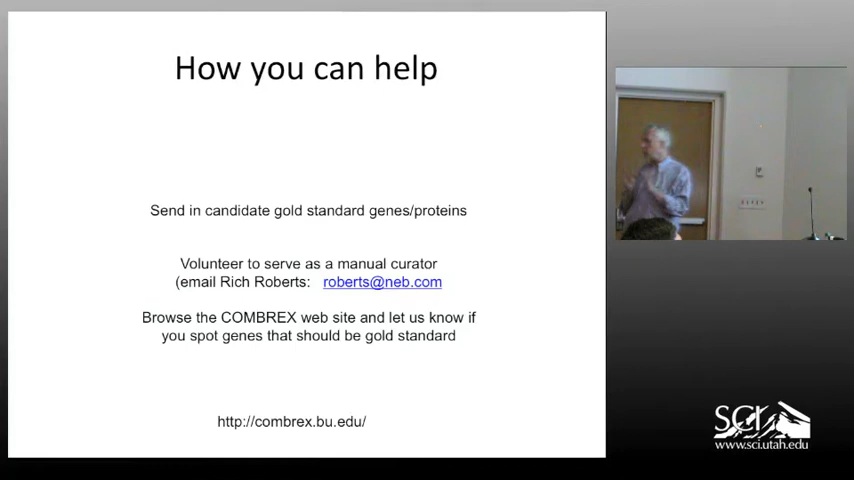 How you can help
Send in candidate gold standard genes/proteins
Volunteer to serve as a manual curator
(email Rich Roberts: roberts@neb.com
Browse the COMBREX web site and let us know if
you spot genes that should be gold standard
http://combrex.bu.edu/
SCI
www.sci.utah.edu